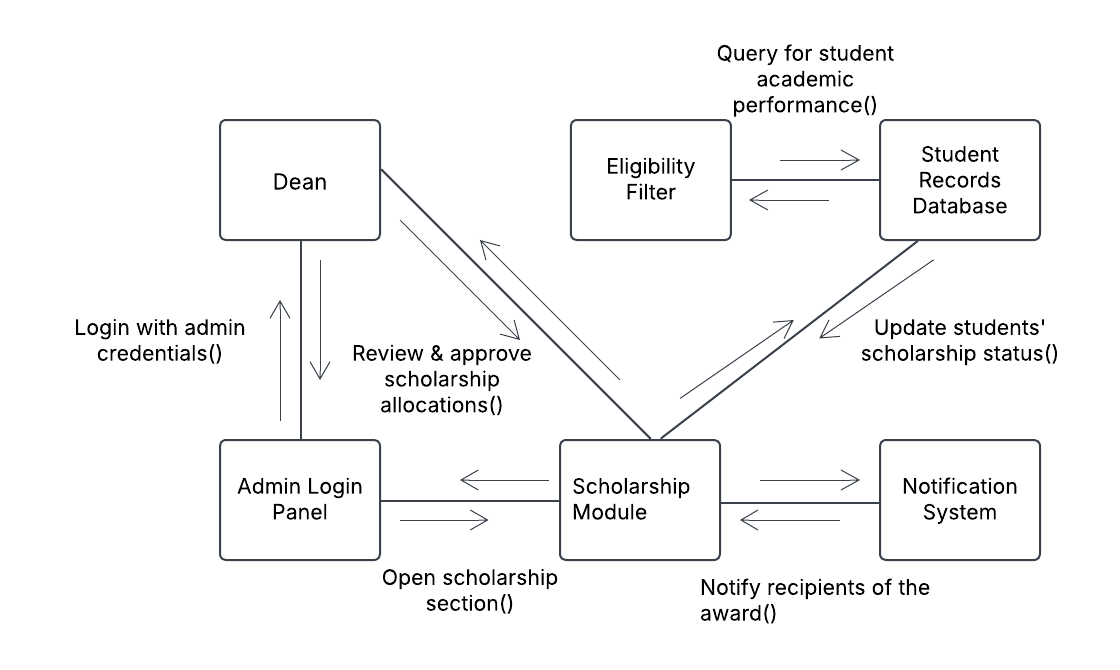 Query for student
academic
performance()
Dean
Eligibility
Filter
Student
Records
Database
Login with admin
credentials()
Review & approve
scholarship
allocations()
Update students'
scholarship status()
Admin Login
Panel
Scholarship
Module
Notification
System
Open scholarship
section()
Notify recipients of the
award()